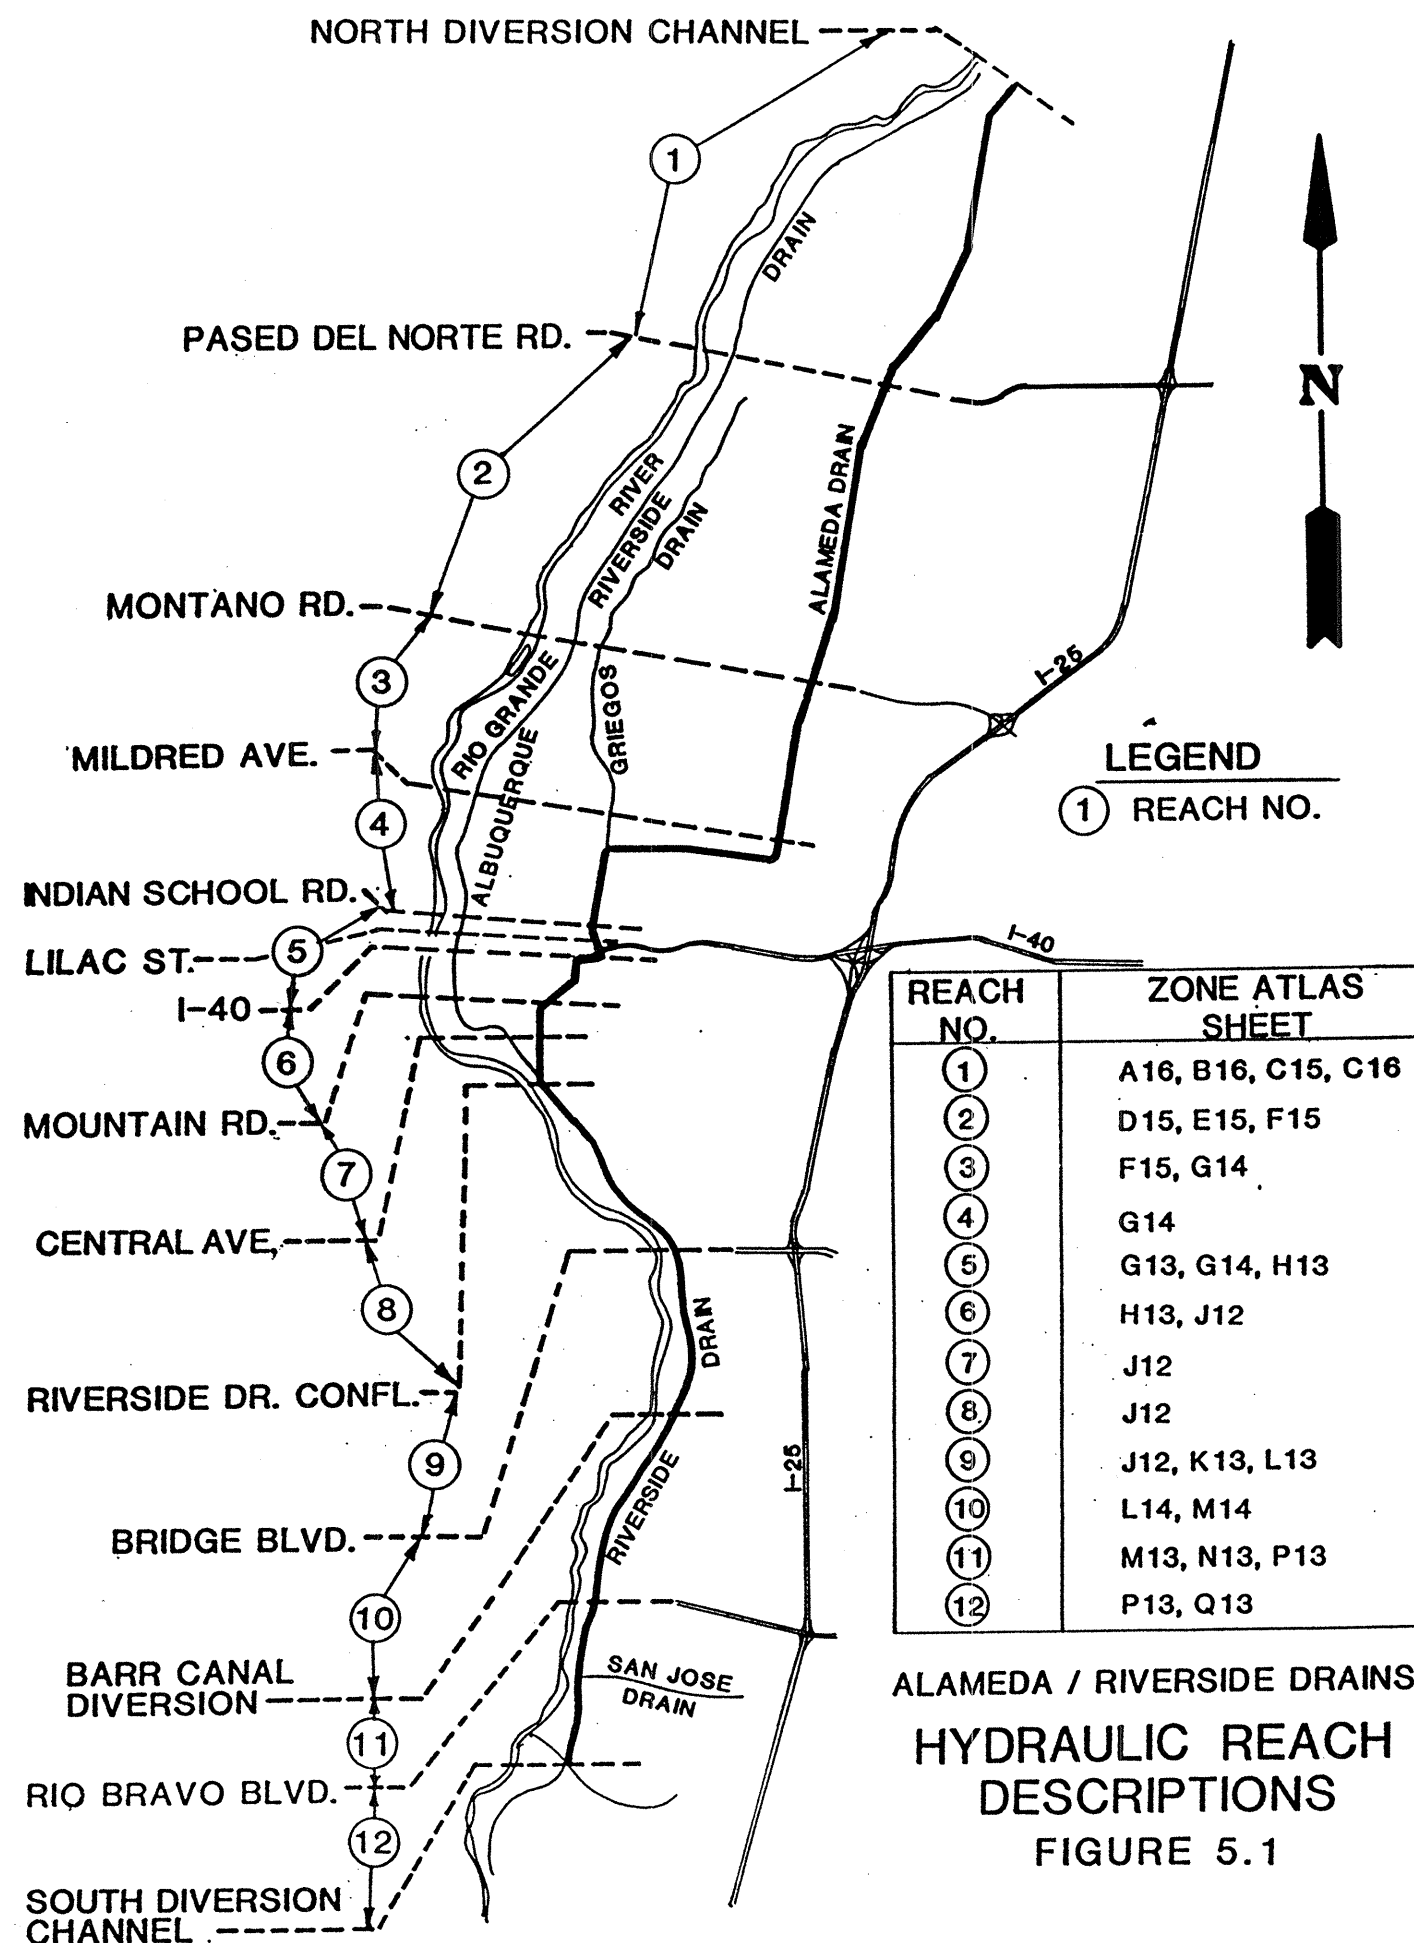 NORTH DIVERSION CHANNEL
1
DRAIN
PASED DEL NORTE RD.
N
2
RIVER
RIVERSIDE
DRAIN
ALAMEDA DRAIN
MONTANO RD.
3
RIO GRANDE
GRIEGOS
I-25
MILDRED AVE.
ALBUQUERQUE
LEGEND
1 REACH NO.
4
INDIAN SCHOOL RD.
5
LILAC ST.
I-40
I-40
6
MOUNTAIN RD.
7
CENTRAL AVE,
8
DRAIN
RIVERSIDE DR. CONFL.
9
I-25
RIVERSIDE
BRIDGE BLVD.
10
BARR CANAL
DIVERSION
SAN JOSE
DRAIN
11
RIO BRAVO BLVD.
12
SOUTH DIVERSION
CHANNEL
REACH NO. ZONE ATLAS SHEET
1 A16, B16, C15, C16
2 D15, E15, F15
3 F15, G14
4 G14
5 G13, G14, H13
6 H13, J12
7 J12
8 J12
9 J12, K13, L13
10 L14, M14
11 M13, N13, P13
12 P13, Q13
ALAMEDA / RIVERSIDE DRAINS
HYDRAULIC REACH
DESCRIPTIONS
FIGURE 5.1